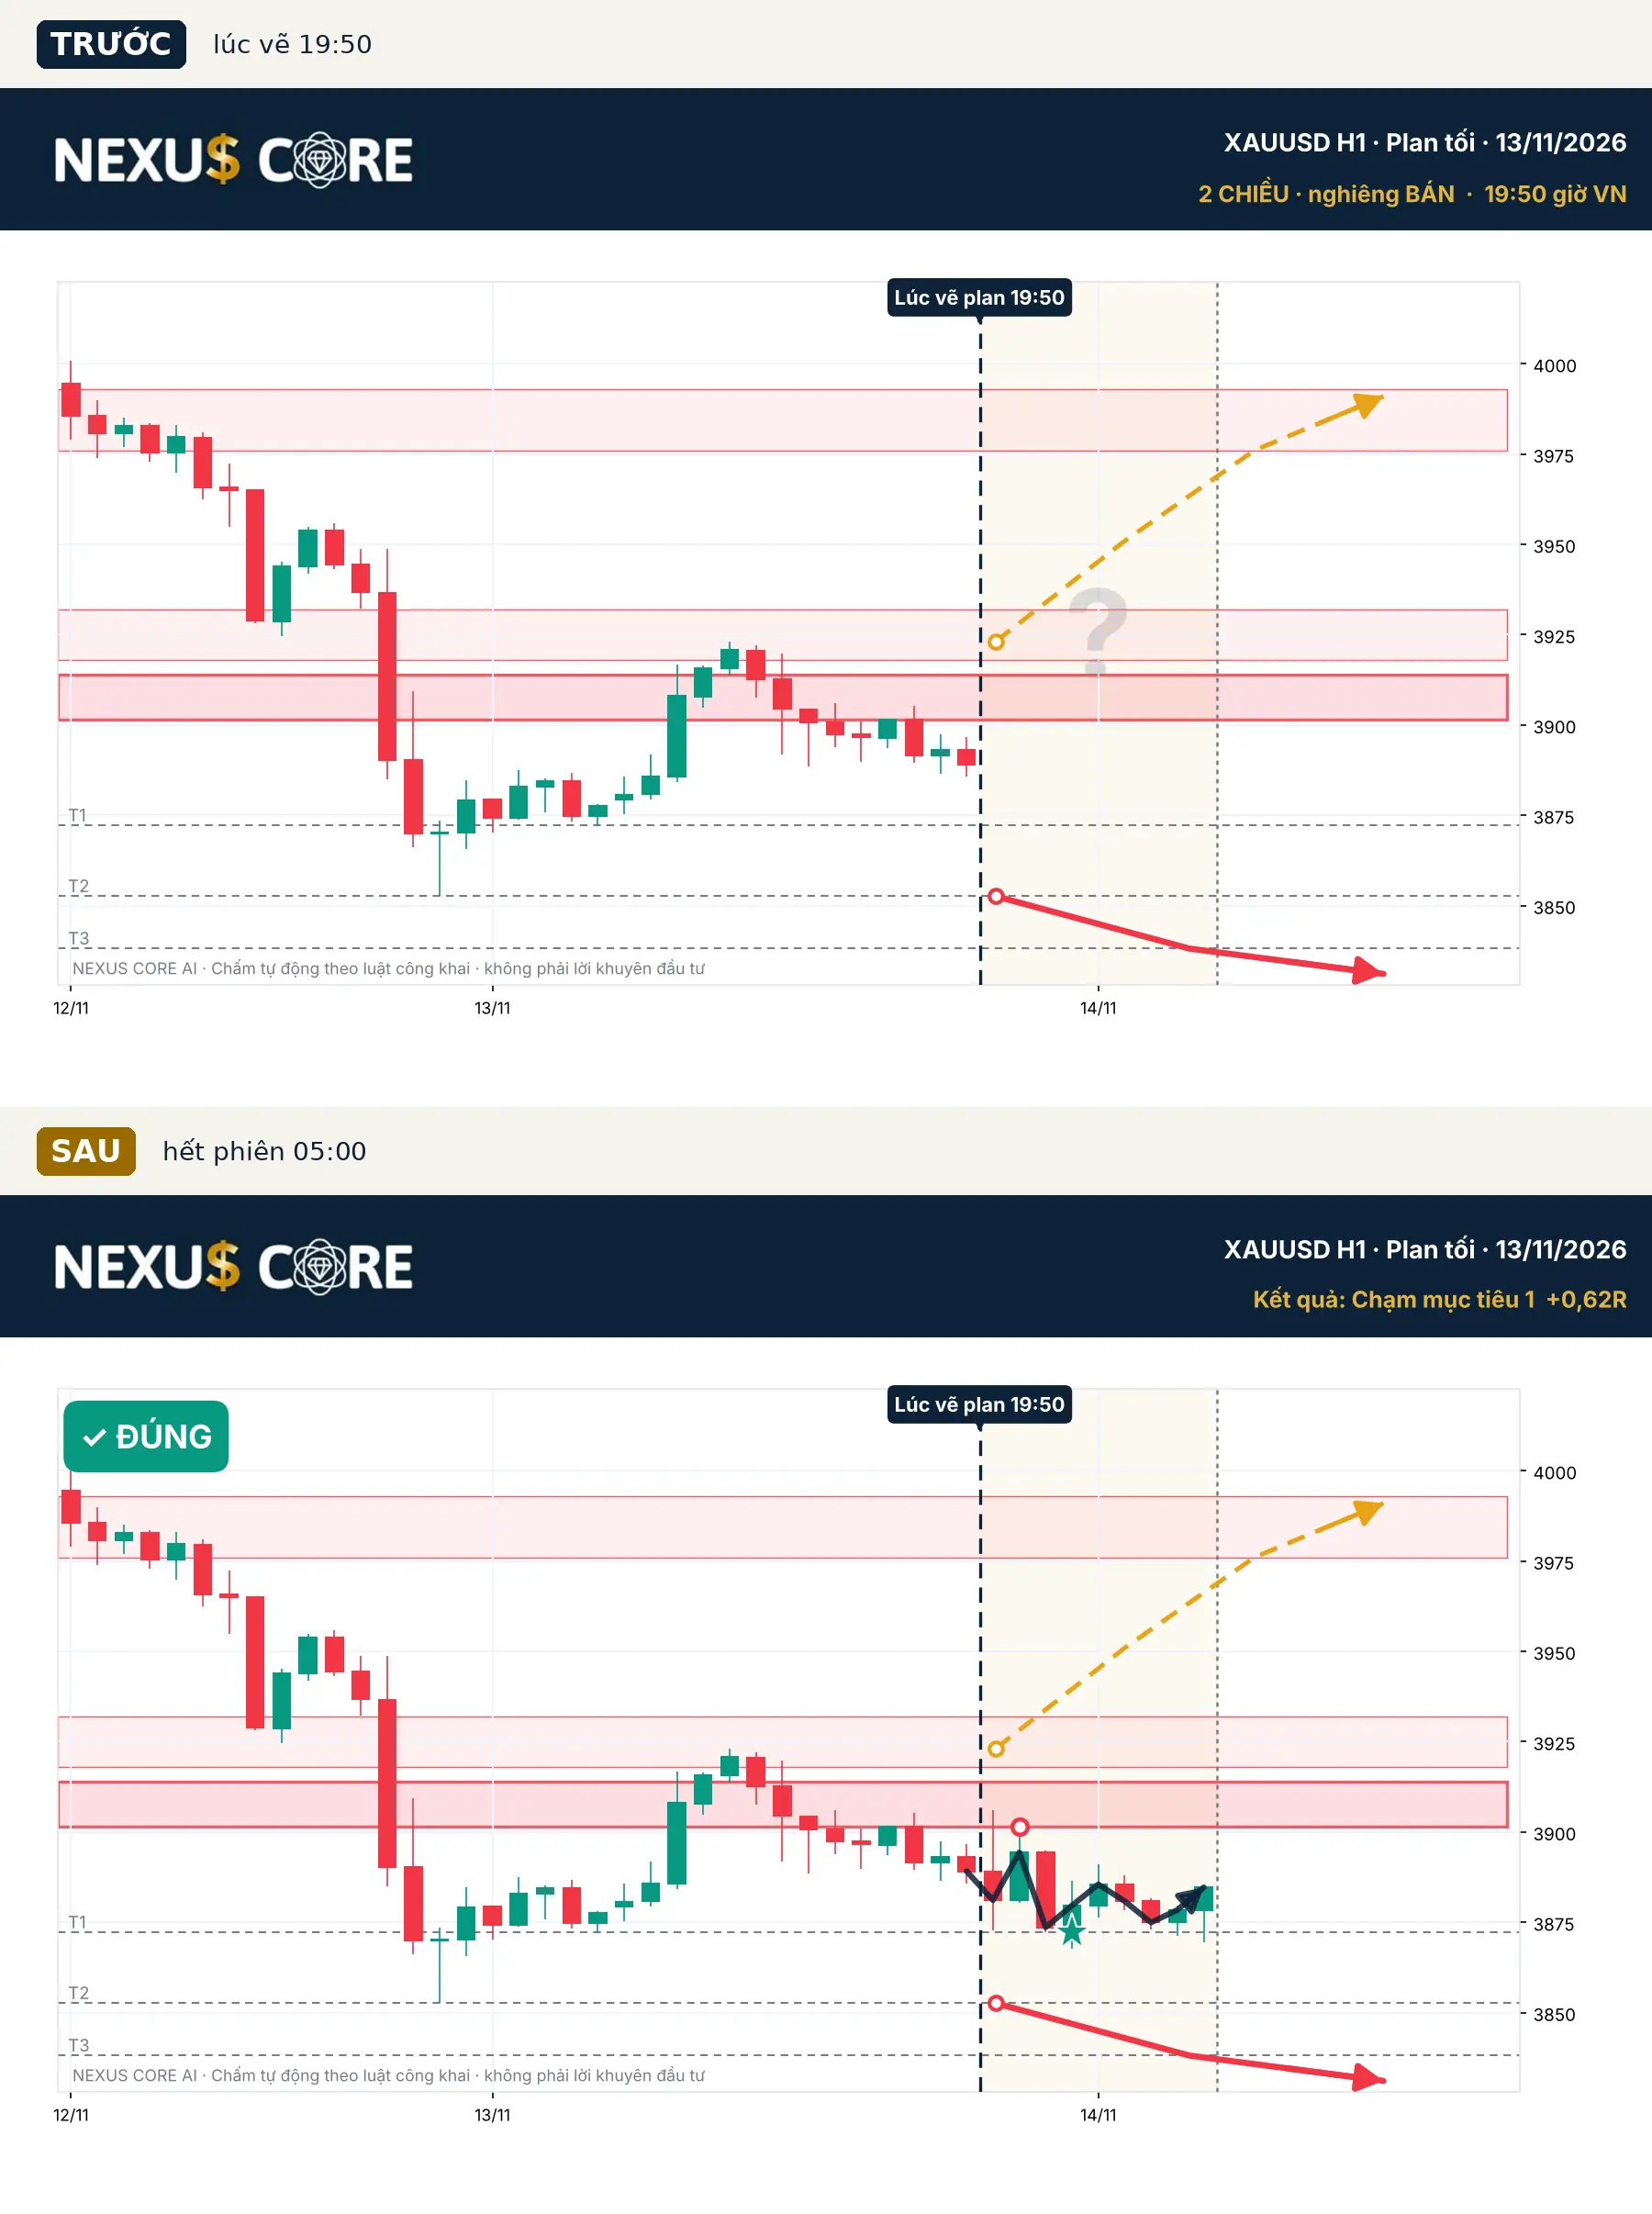 TRƯỚC lúc vẽ 19:50
NEXU$ CORE
XAUUSD H1 · Plan tối · 13/11/2026
2 CHIỀU · nghiêng BÁN · 19:50 giờ VN
Lúc vẽ plan 19:50
4000
3975
3950
?
3925
3900
T1
3875
T2
3850
T3
NEXUS CORE AI · Chấm tự động theo luật công khai · không phải lời khuyên đầu tư
12/11 13/11 14/11
SAU hết phiên 05:00
NEXU$ CORE
XAUUSD H1 · Plan tối · 13/11/2026
Kết quả: Chạm mục tiêu 1 +0,62R
Lúc vẽ plan 19:50
✓ ĐÚNG
4000
3975
3950
3925
3900
T1
3875
T2
3850
T3
NEXUS CORE AI · Chấm tự động theo luật công khai · không phải lời khuyên đầu tư
12/11 13/11 14/11